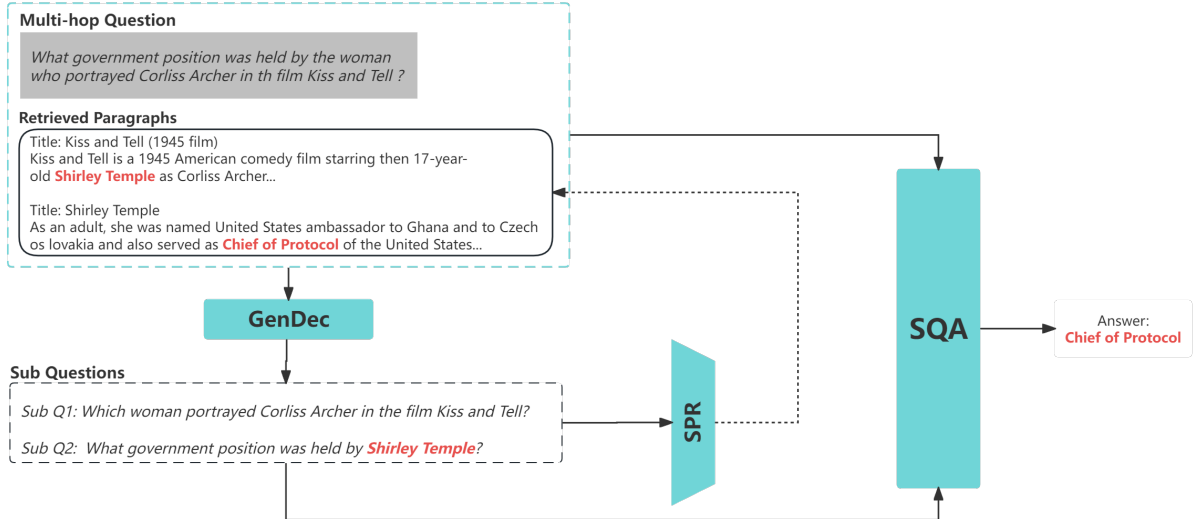 Multi-hop Question
What government position was held by the woman
who portrayed Corliss Archer in th film Kiss and Tell ?
Retrieved Paragraphs
Title: Kiss and Tell (1945 film)
Kiss and Tell is a 1945 American comedy film starring then 17-year-
old Shirley Temple as Corliss Archer...
Title: Shirley Temple
As an adult, she was named United States ambassador to Ghana and to Czech
os lovakia and also served as Chief of Protocol of the United States...
GenDec
Sub Questions
Sub Q1: Which woman portrayed Corliss Archer in the film Kiss and Tell?
Sub Q2: What government position was held by Shirley Temple?
SPR
SQA
Answer:
Chief of Protocol